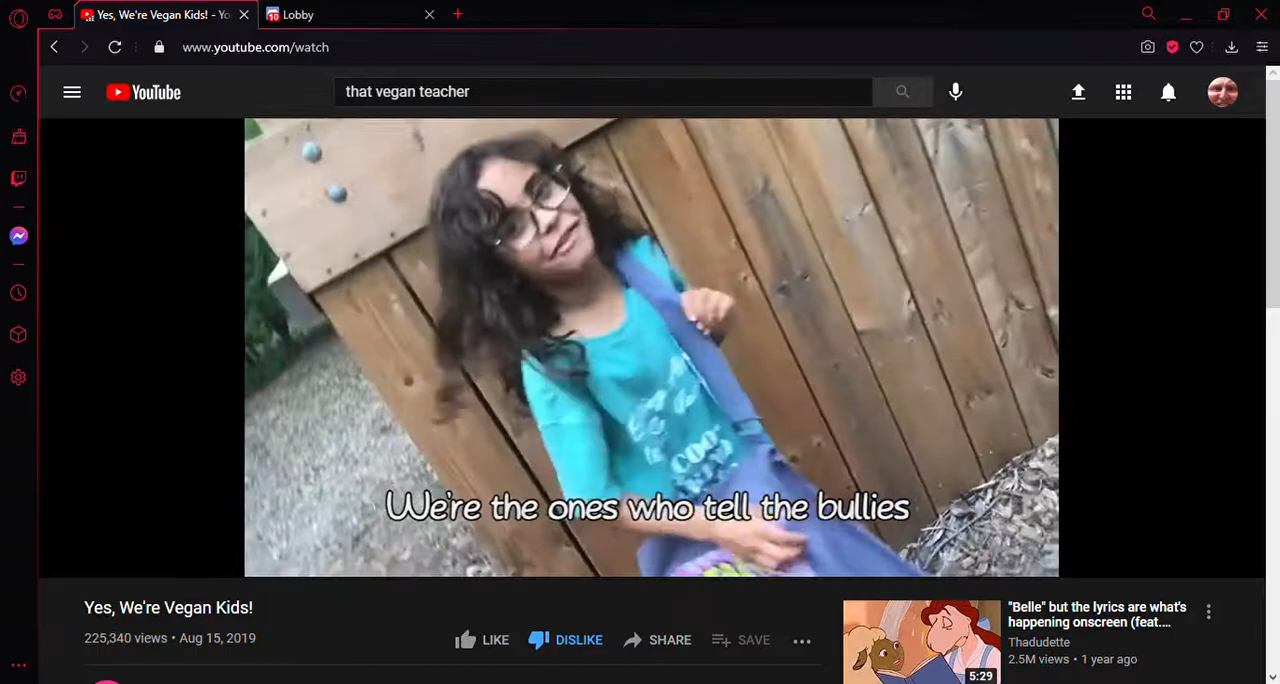 Yes, We're Vegan Kids! - Yo
10 Lobby
www.youtube.com/watch
YouTube
that vegan teacher
COO
We're the ones who tell the bullies
Yes, We're Vegan Kids!
225,340 views • Aug 15, 2019
LIKE
DISLIKE
SHARE
SAVE
"Belle" but the lyrics are what's
happening onscreen (feat....
Thadudette
2.5M views • 1 year ago
5:29